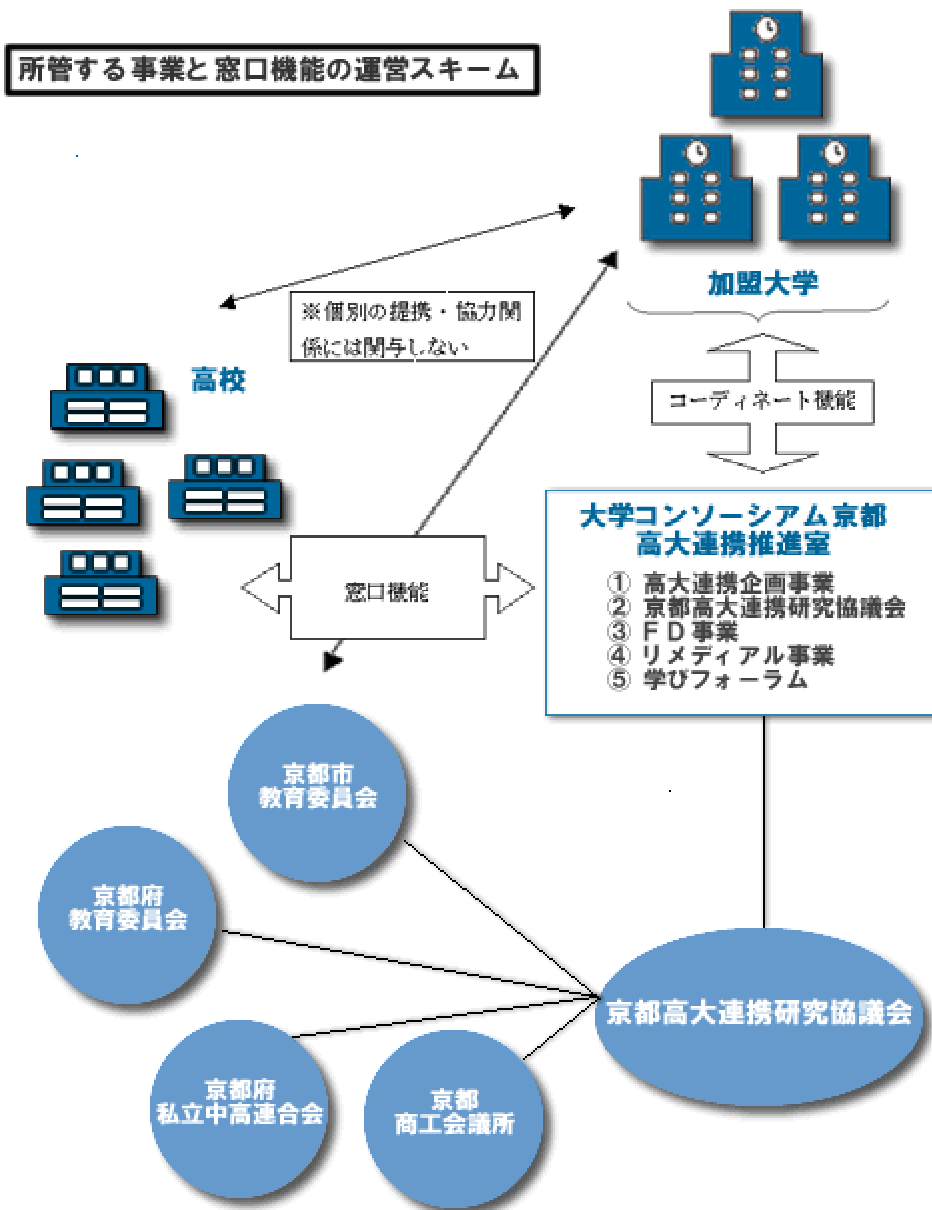 所管する事業と窓口機能の運営スキーム
加盟大学
※個別の提携・協力関
係には関与しない
高校
コーディネート機能
窓口機能
大学コンソーシアム京都
高大連携推進室
① 高大連携企画事業
② 京都高大連携研究協議会
③ FD事業
④ リメディアル事業
⑤ 学びフォーラム
京都市
教育委員会
京都府
教育委員会
京都高大連携研究協議会
京都府
私立中高連合会
京都
商工会議所